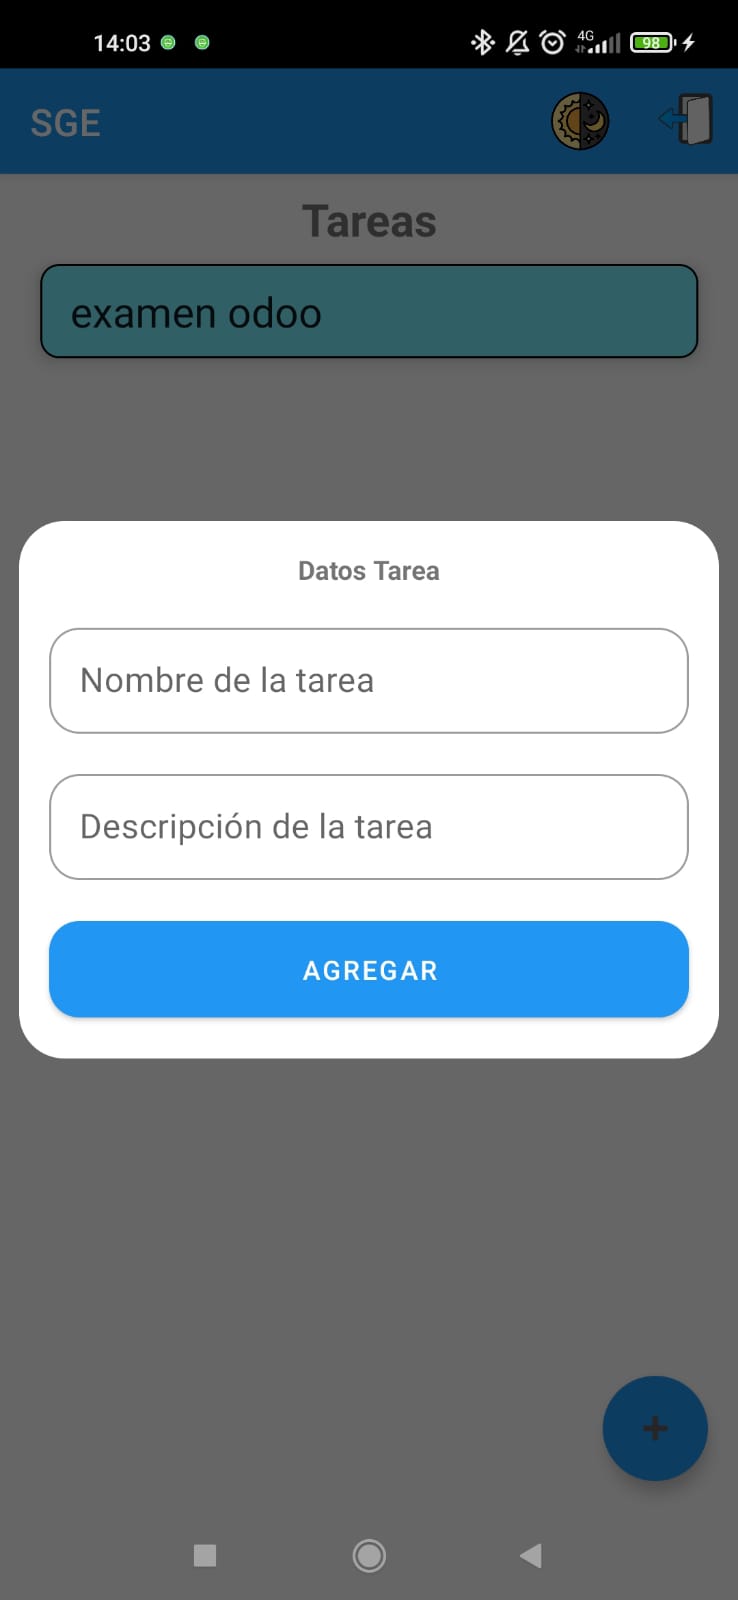 14:03
4G
98
SGE
Tareas
examen odoo
Datos Tarea
Nombre de la tarea
Descripción de la tarea
AGREGAR
+